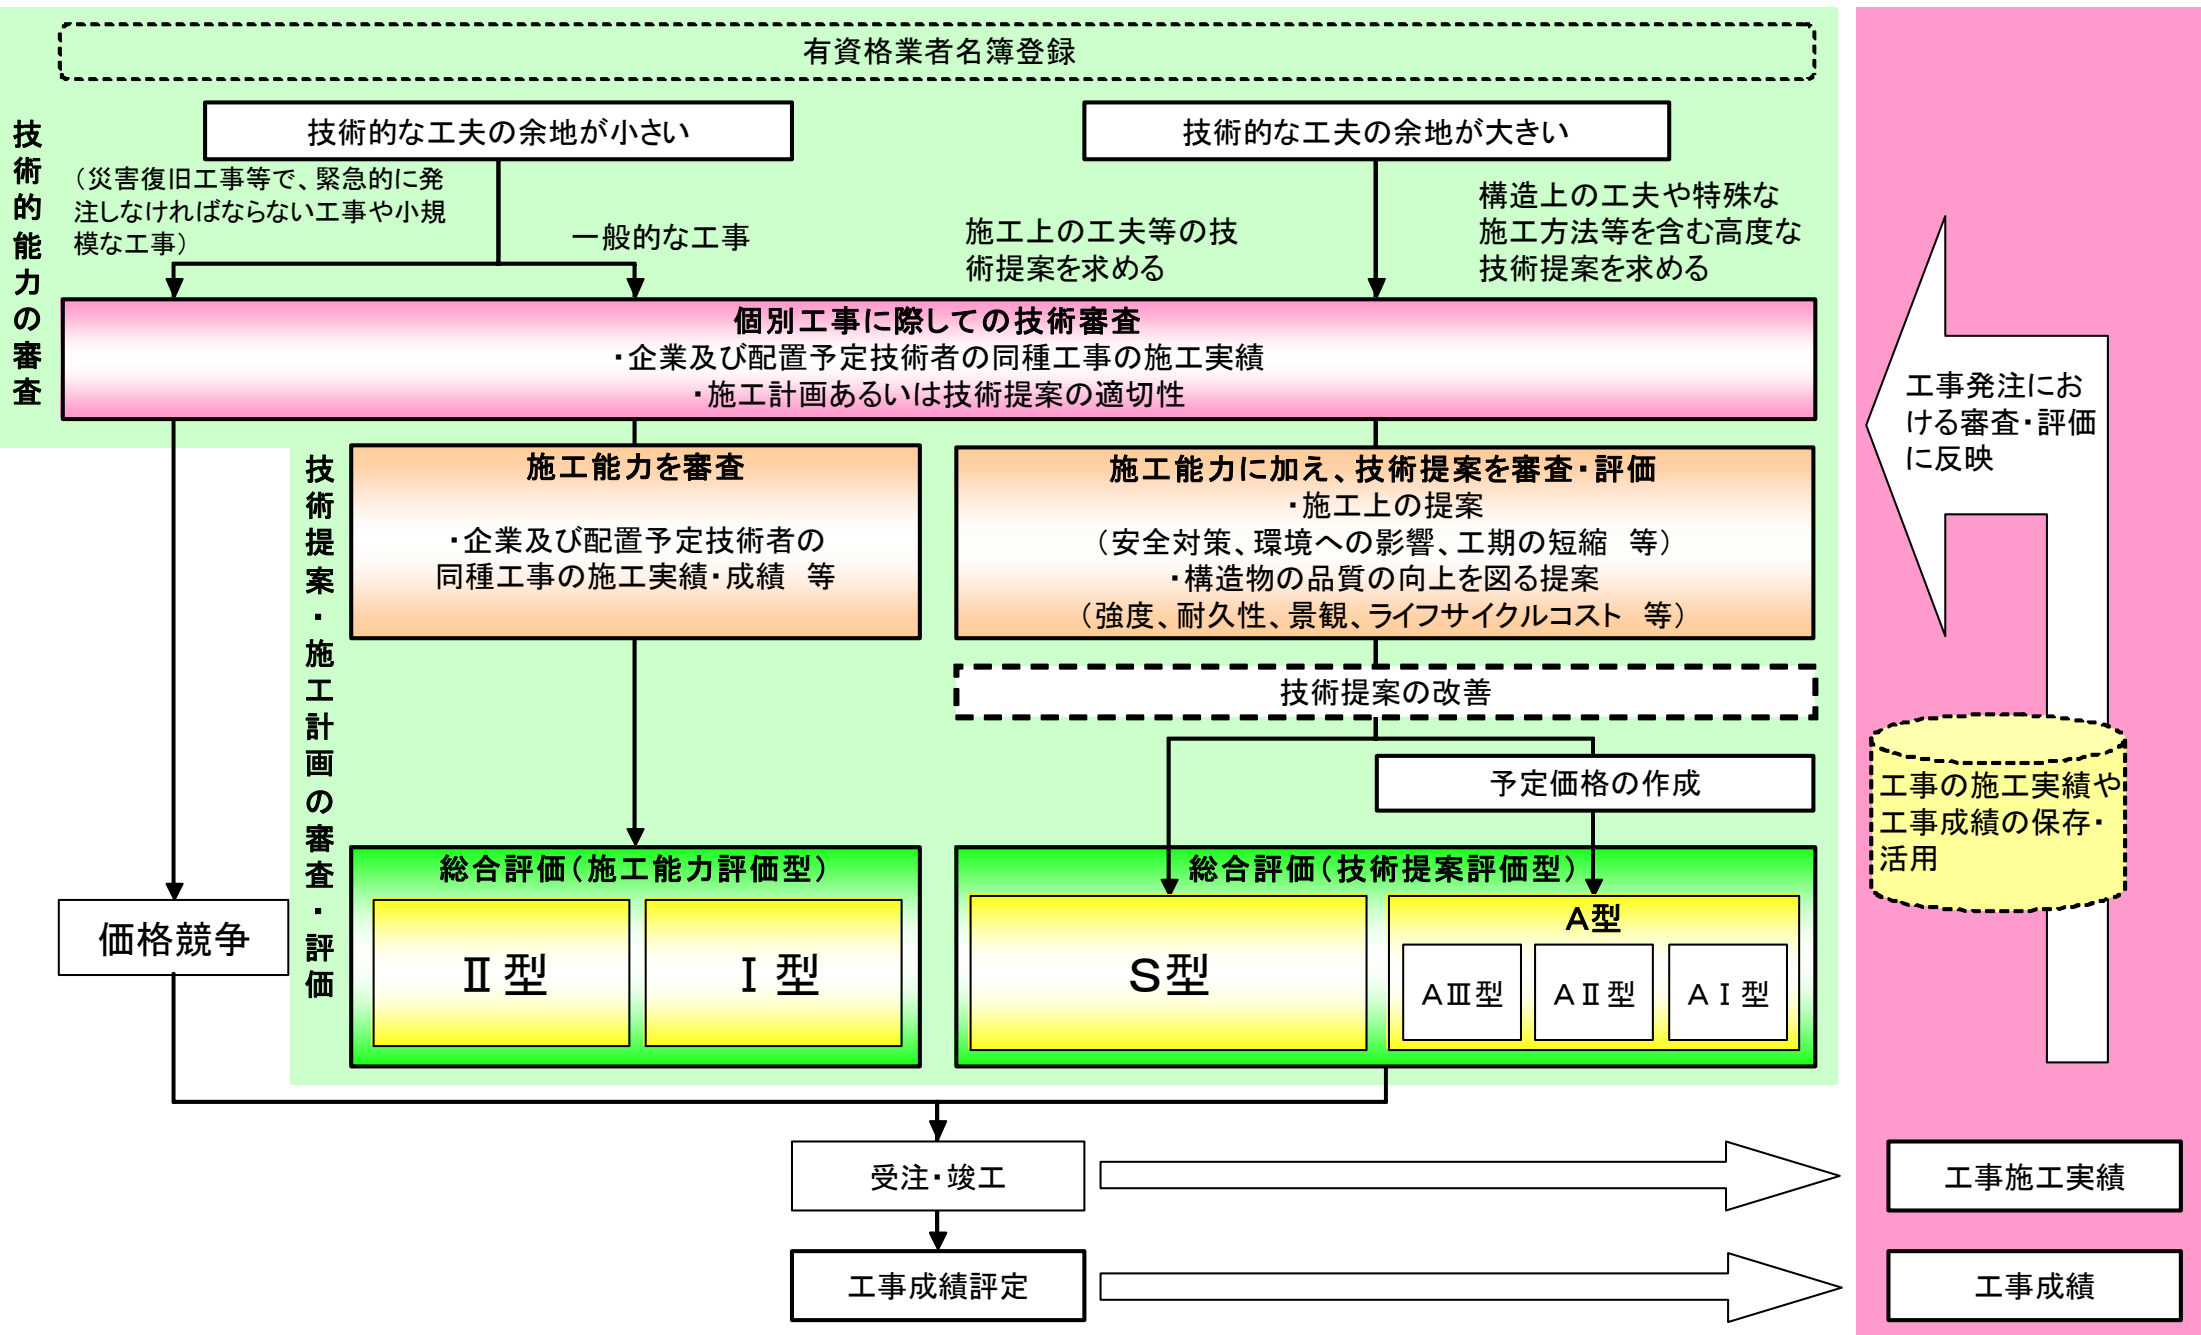 有資格業者名簿登録
技術的能力の審査
技術的な工夫の余地が小さい
技術的な工夫の余地が大きい
（災害復旧工事等で、緊急的に発
注しなければならない工事や小規
模な工事）
一般的な工事
施工上の工夫等の技
術提案を求める
構造上の工夫や特殊な
施工方法等を含む高度な
技術提案を求める
個別工事に際しての技術審査
・企業及び配置予定技術者の同種工事の施工実績
・施工計画あるいは技術提案の適切性
技術提案・施工計画の審査・評価
施工能力を審査
・企業及び配置予定技術者の
同種工事の施工実績・成績　等
施工能力に加え、技術提案を審査・評価
・施工上の提案
（安全対策、環境への影響、工期の短縮　等）
・構造物の品質の向上を図る提案
（強度、耐久性、景観、ライフサイクルコスト　等）
技術提案の改善
予定価格の作成
価格競争
総合評価（施工能力評価型）
Ⅱ型
Ⅰ型
総合評価（技術提案評価型）
S型
A型
AⅢ型
AⅡ型
AⅠ型
受注・竣工
工事成績評定
工事発注にお
ける審査・評価
に反映
工事の施工実績や
工事成績の保存・
活用
工事施工実績
工事成績